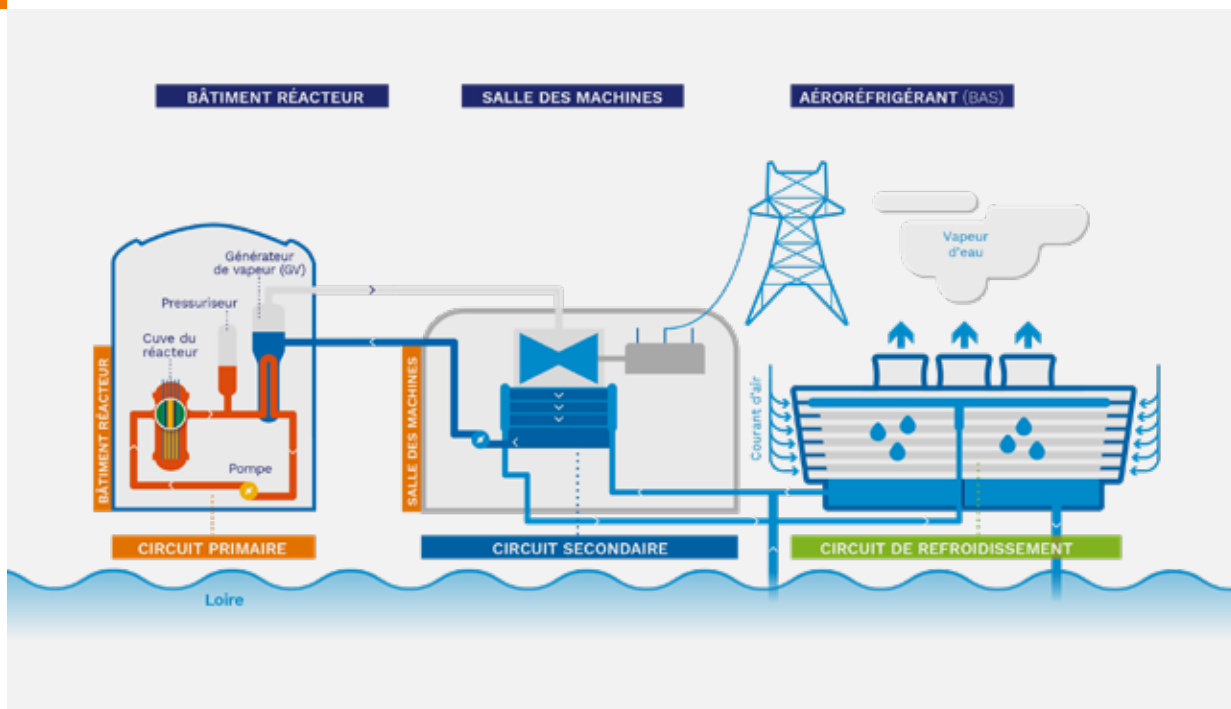 BÂTIMENT RÉACTEUR
SALLE DES MACHINES
AÉRORÉFRIGÉRANT (BAS)
Générateur
de vapeur (GV)
Pressuriseur
Cuve du
réacteur
Pompe
BÂTIMENT RÉACTEUR
SALLE DES MACHINES
Vapeur
d'eau
Courant d'air
CIRCUIT PRIMAIRE
CIRCUIT SECONDAIRE
CIRCUIT DE REFROIDISSEMENT
Loire